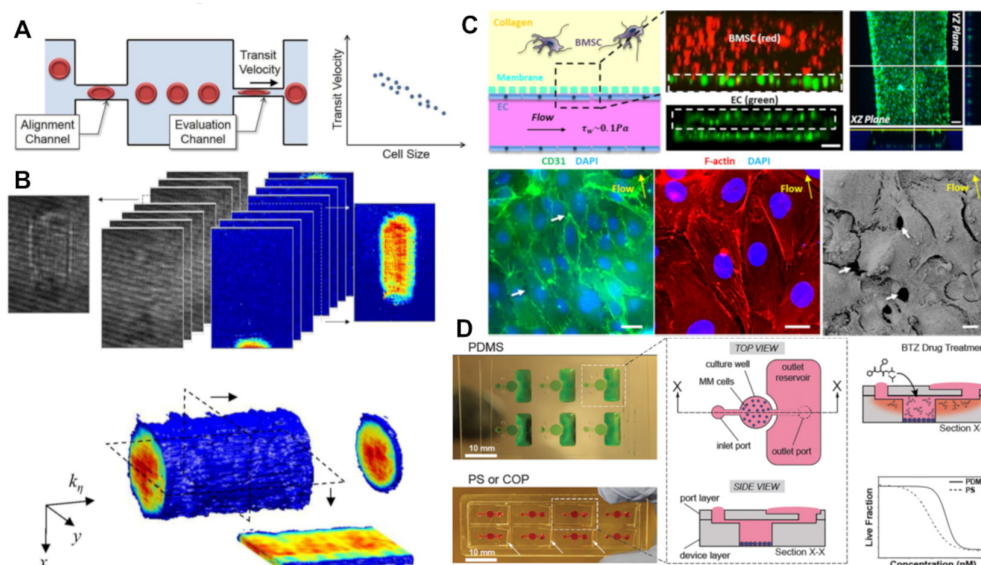 A
Transit
Velocity
Alignment
Channel
Evaluation
Channel
Transit Velocity
Cell Size
B
kη
y
x
C
Collagen
BMSC
Membrane
EC
Flow
τw~0.1Pa
BMSC (red)
EC (green)
YZ Plane
XZ Plane
CD31 DAPI
Flow
F-actin DAPI
Flow
Flow
D
PDMS
10 mm
PS or COP
10 mm
TOP VIEW
culture well
MM cells
outlet
reservoir
X
X
inlet port
outlet port
SIDE VIEW
port layer
device layer
Section X-X
BTZ Drug Treatmen
Section X-
Live Fraction
PDM
PS
Concentration (nM)